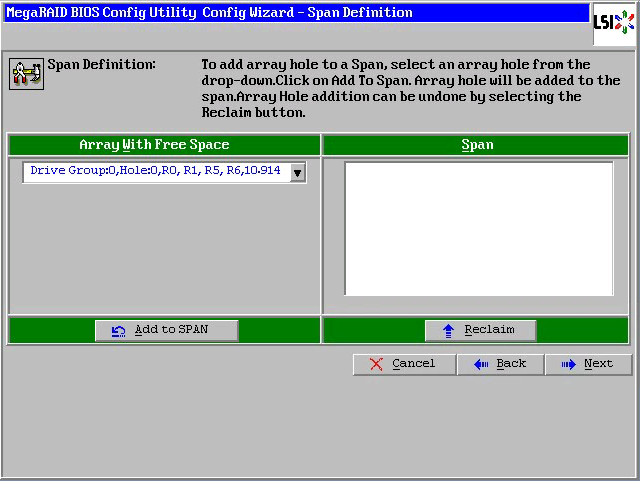 MegaRAID BIOS Config Utility Config Wizard - Span Definition
LSI
Span Definition:
To add array hole to a Span, select an array hole from the
drop-down.Click on Add To Span. Array hole will be added to the
span.Array Hole addition can be undone by selecting the
Reclaim button.
Array With Free Space
Span
Drive Group:0,Hole:0,R0, R1, R5, R6,10.914
Add to SPAN
Reclaim
Cancel
Back
Next